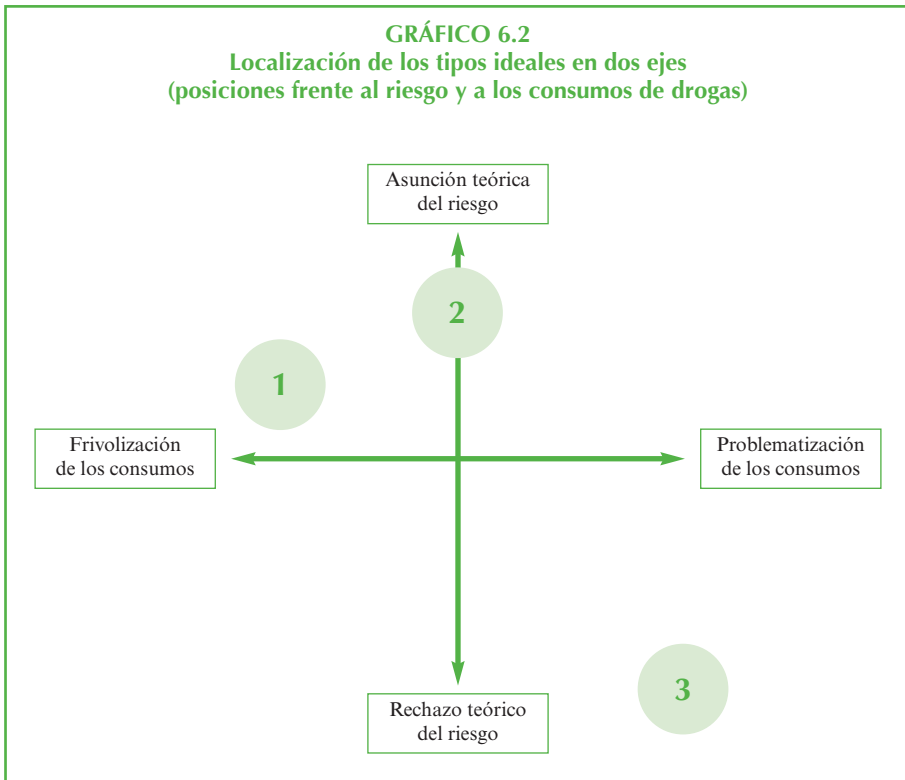 GRÁFICO 6.2
Localización de los tipos ideales en dos ejes
(posiciones frente al riesgo y a los consumos de drogas)
Asunción teórica
del riesgo
2
1
Frivolización
de los consumos
Problematización
de los consumos
3
Rechazo teórico
del riesgo